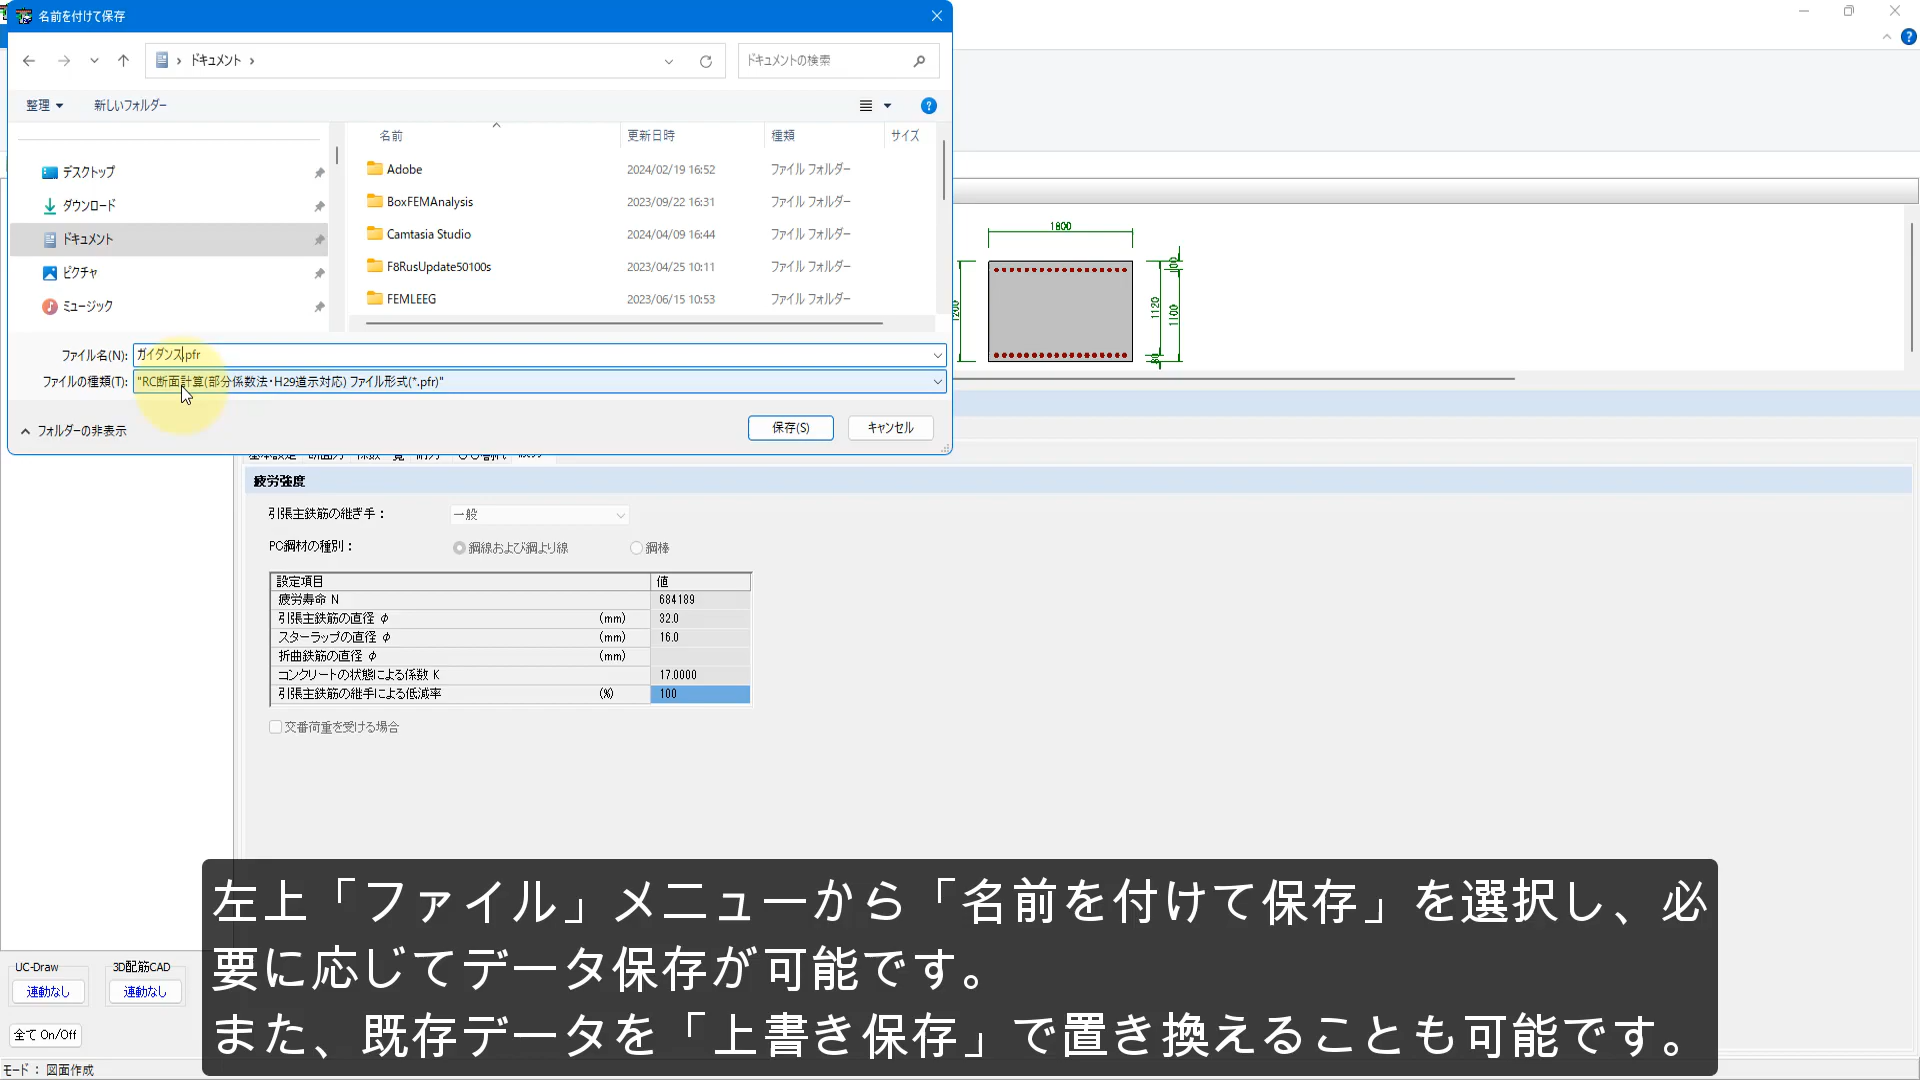 名前を付けて保存
ドキュメント
ドキュメントの検索
整理
新しいフォルダー
名前 更新日時 種類 サイズ
デスクトップ
ダウンロード
ドキュメント
ピクチャ
ミュージック
Adobe 2024/02/19 16:52 ファイル フォルダー
BoxFEMAnalysis 2023/09/22 16:31 ファイル フォルダー
Camtasia Studio 2024/04/09 16:44 ファイル フォルダー
F8RusUpdate50100s 2023/04/25 10:11 ファイル フォルダー
FEMLEEG 2023/06/15 10:53 ファイル フォルダー
ファイル名(N): ガイダンス.pfr
ファイルの種類(T): "RC断面計算(部分係数法・H29道示対応) ファイル形式(*.pfr)"
フォルダーの非表示
保存(S)
キャンセル
1800
1200
100
1120
1100
80
疲労強度
引張主鉄筋の継ぎ手： 一般
PC鋼材の種別： 鋼線および鋼より線 鋼棒
設定項目 値
疲労寿命 N 684189
引張主鉄筋の直径 φ (mm) 32.0
スターラップの直径 φ (mm) 16.0
折曲鉄筋の直径 φ (mm)
コンクリートの状態による係数 K 17.0000
引張主鉄筋の継手による低減率 (%) 100
交番荷重を受ける場合
左上「ファイル」メニューから「名前を付けて保存」を選択し、必
要に応じてデータ保存が可能です。
また、既存データを「上書き保存」で置き換えることも可能です。
UC-Draw
連動なし
3D配筋CAD
連動なし
全て On/Off
モード： 図面作成